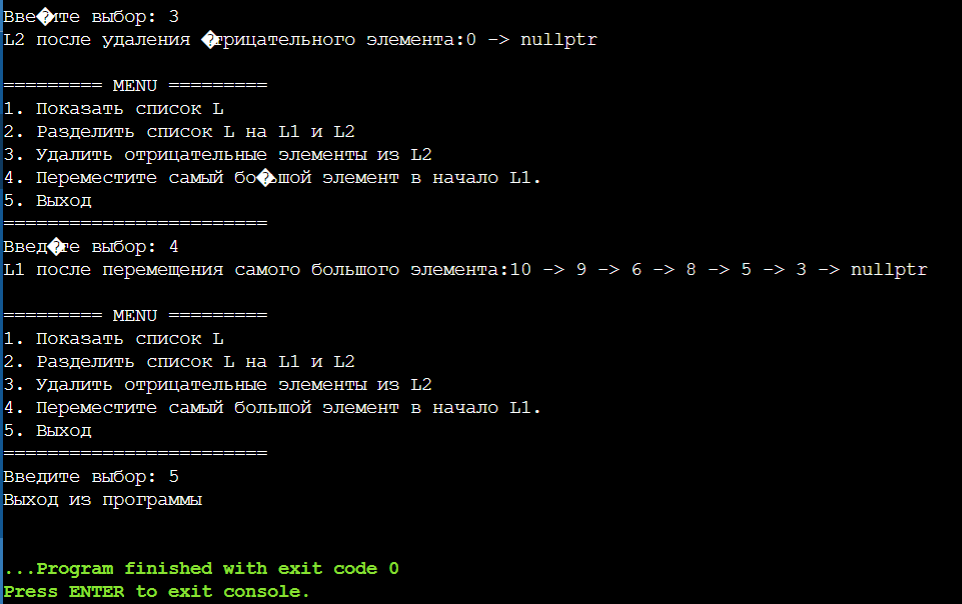 Вве�ите выбор: 3
L2 после удаления �трицательного элемента:0 -> nullptr
========= MENU =========
1. Показать список L
2. Разделить список L на L1 и L2
3. Удалить отрицательные элементы из L2
4. Переместите самый бо�ьшой элемент в начало L1.
5. Выход
========================
Введ�те выбор: 4
L1 после перемещения самого большого элемента:10 -> 9 -> 6 -> 8 -> 5 -> 3 -> nullptr
========= MENU =========
1. Показать список L
2. Разделить список L на L1 и L2
3. Удалить отрицательные элементы из L2
4. Переместите самый большой элемент в начало L1.
5. Выход
========================
Введите выбор: 5
Выход из программы
...Program finished with exit code 0
Press ENTER to exit console.